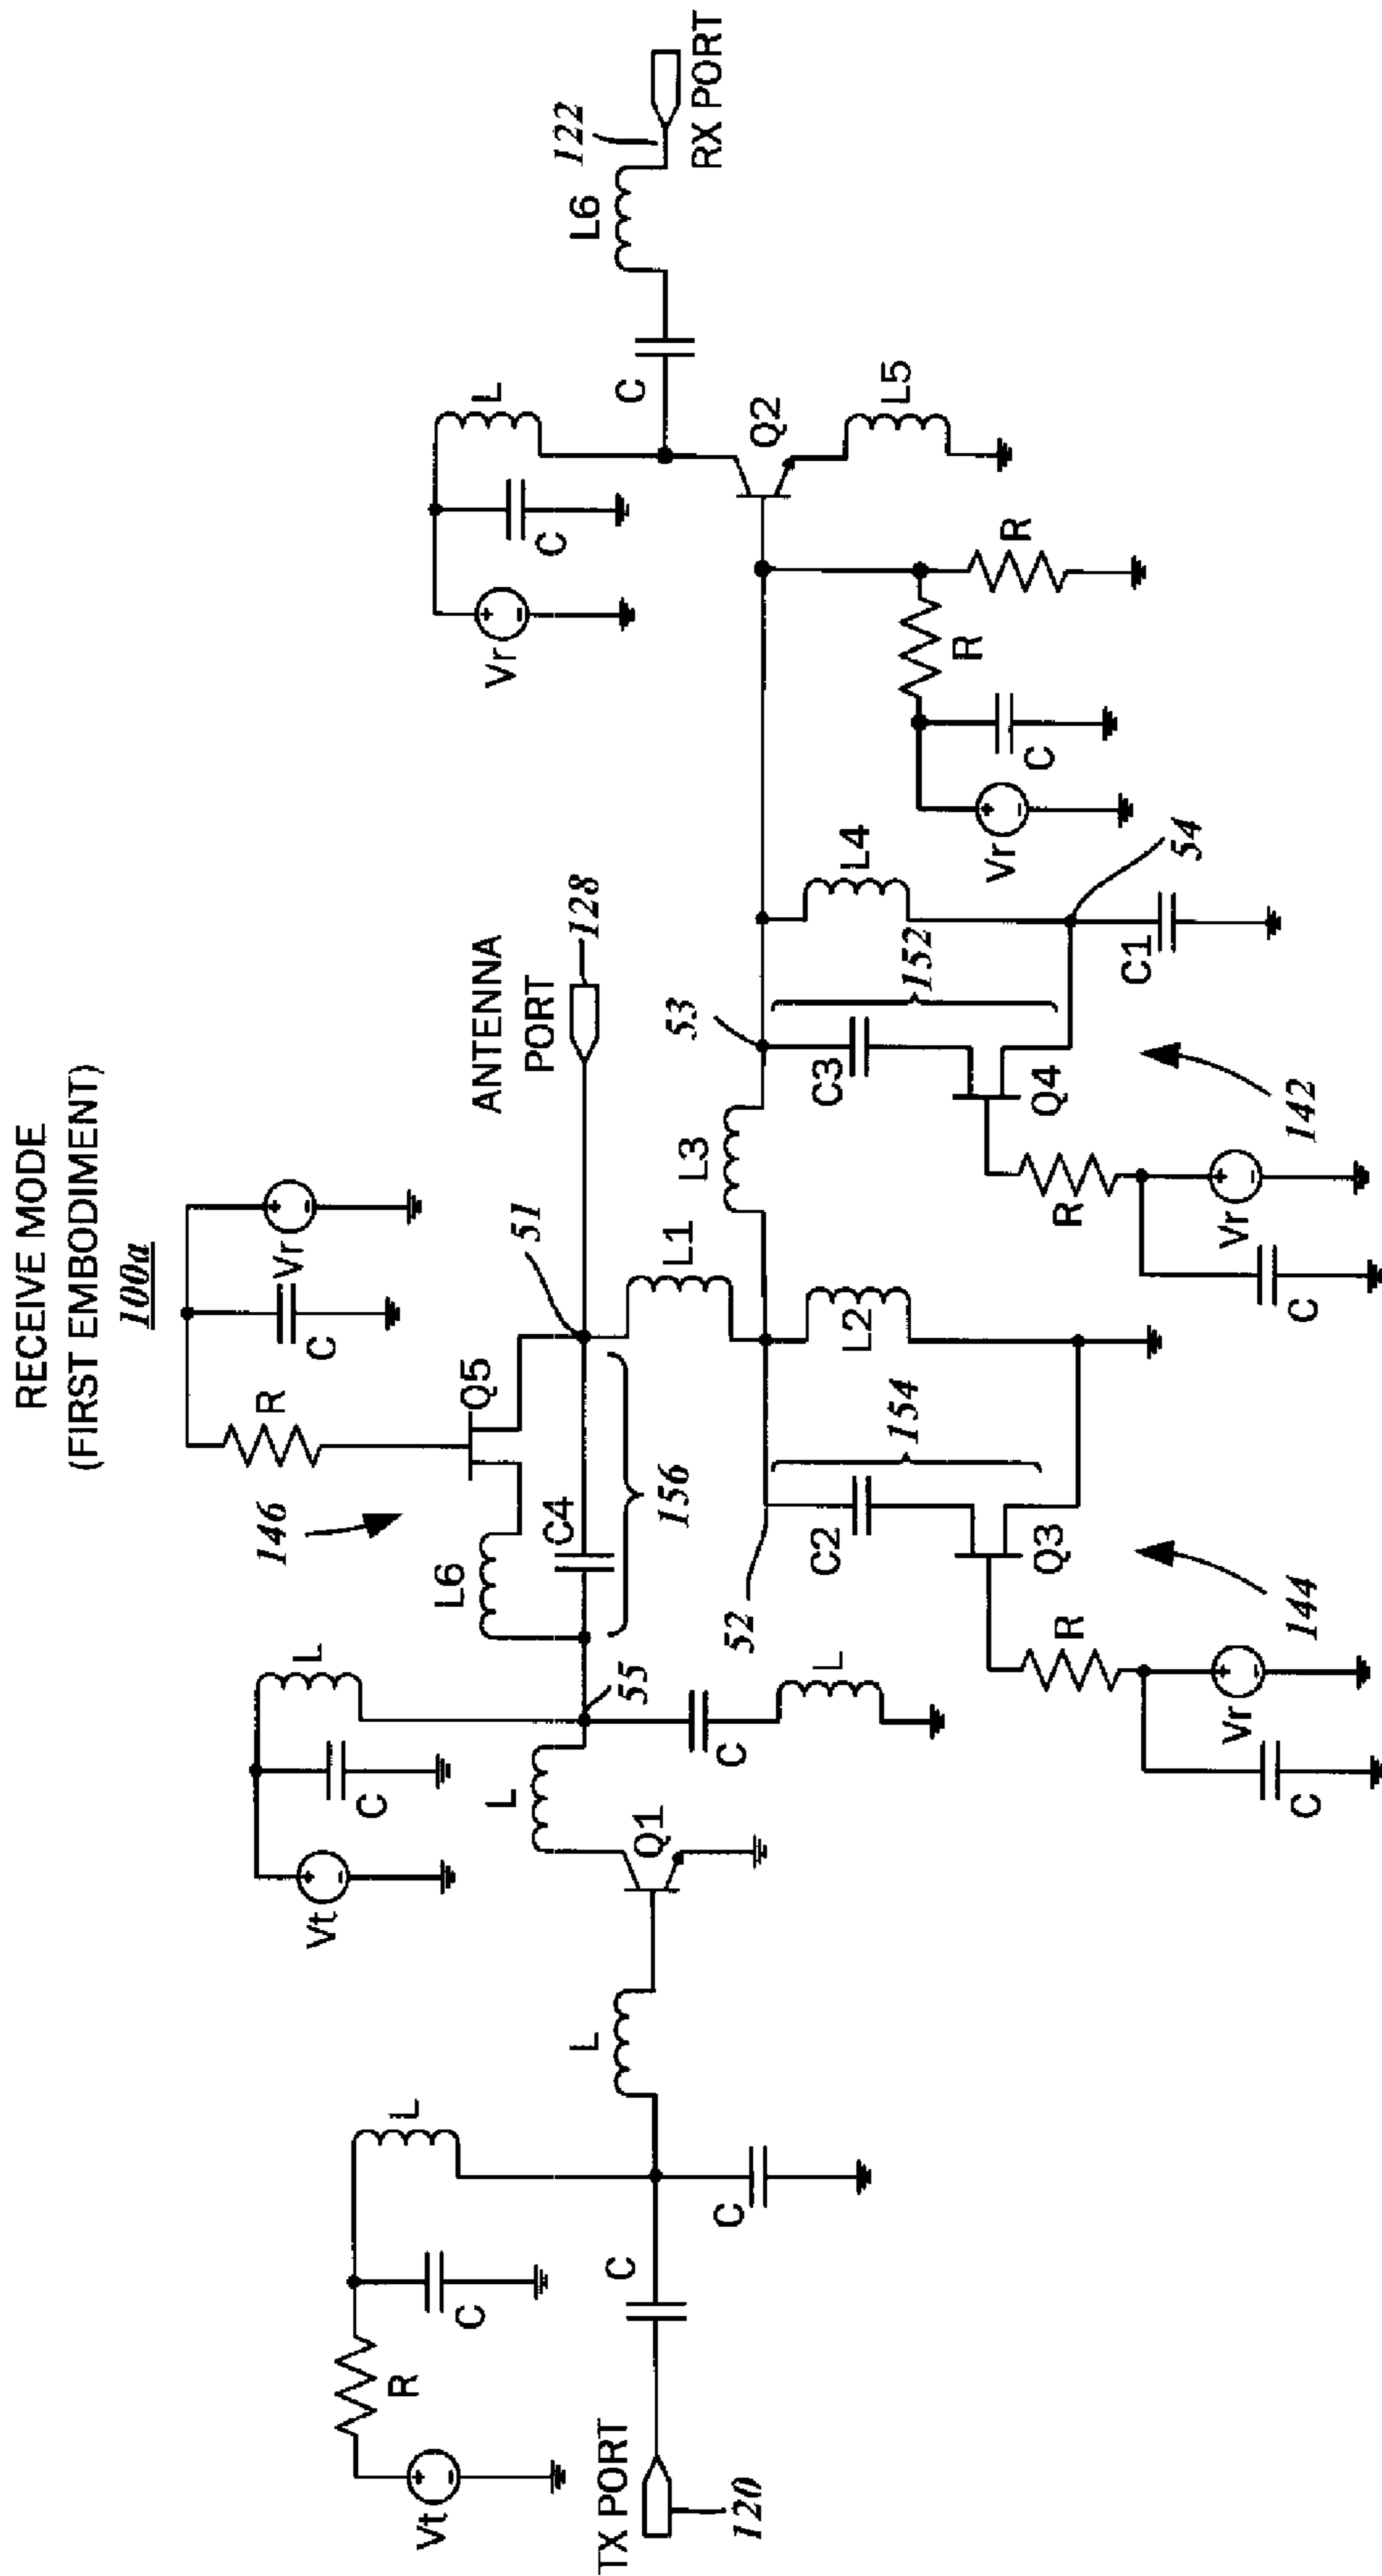 RECEIVE MODE
(FIRST EMBODIMENT)
100a
R
C
Vr
146
Q5
L6
C4
156
51
ANTENNA
PORT
128
Vt
C
L
L
55
C
L
Q1
Vt
R
C
L
TX PORT
120
C
C
L
L1
52
L2
C2
154
Q3
R
Vr
C
144
L3
53
C3
152
Q4
R
Vr
C
142
L4
54
C1
Vr
C
R
R
Q2
L5
Vr
C
L
C
L6
122
RX PORT